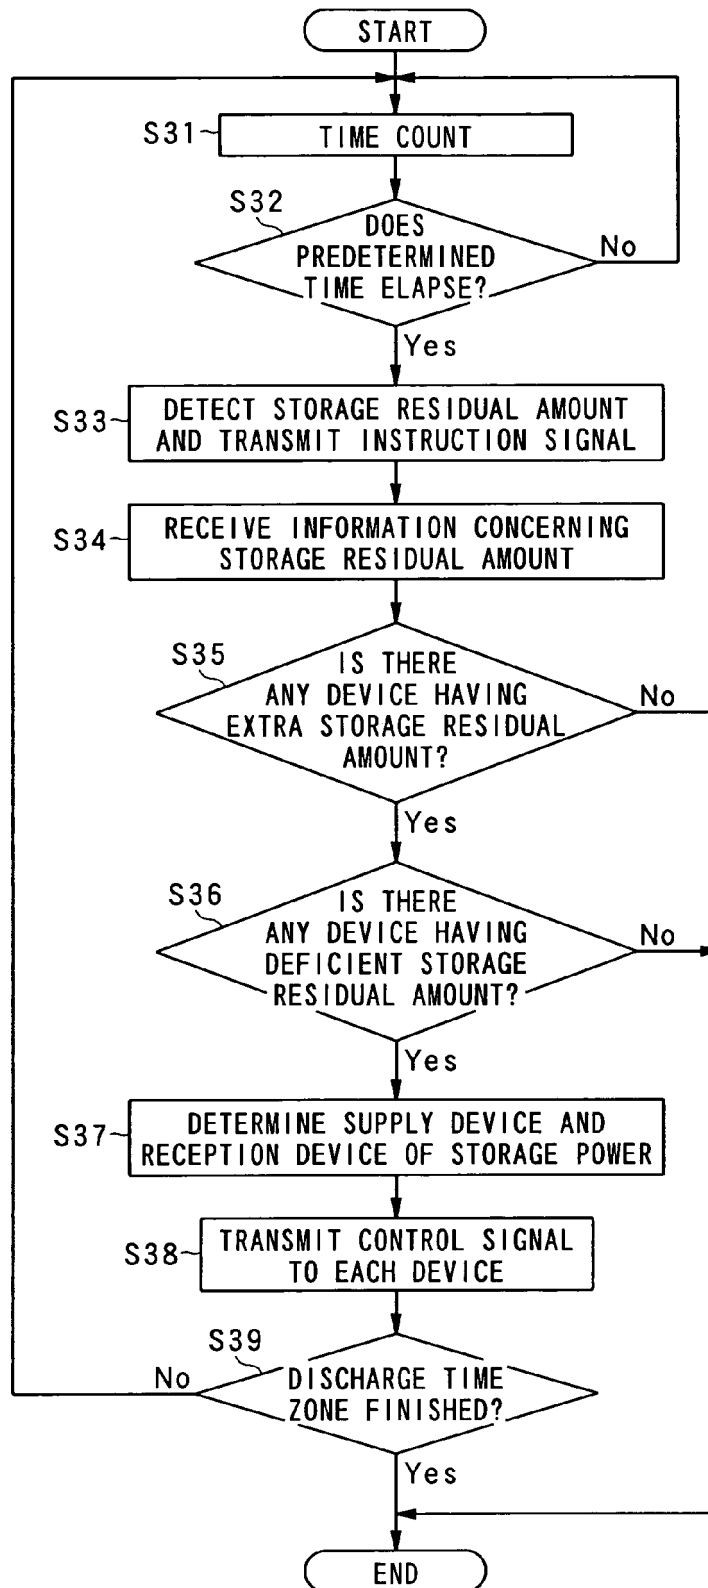 START
S31
TIME COUNT
S32
DOES
PREDETERMINED
TIME ELAPSE?
No
Yes
S33
DETECT STORAGE RESIDUAL AMOUNT
AND TRANSMIT INSTRUCTION SIGNAL
S34
RECEIVE INFORMATION CONCERNING
STORAGE RESIDUAL AMOUNT
S35
IS THERE
ANY DEVICE HAVING
EXTRA STORAGE RESIDUAL
AMOUNT?
No
Yes
S36
IS THERE
ANY DEVICE HAVING
DEFICIENT STORAGE
RESIDUAL AMOUNT?
No
Yes
S37
DETERMINE SUPPLY DEVICE AND
RECEPTION DEVICE OF STORAGE POWER
S38
TRANSMIT CONTROL SIGNAL
TO EACH DEVICE
S39
No
DISCHARGE TIME
ZONE FINISHED?
Yes
END